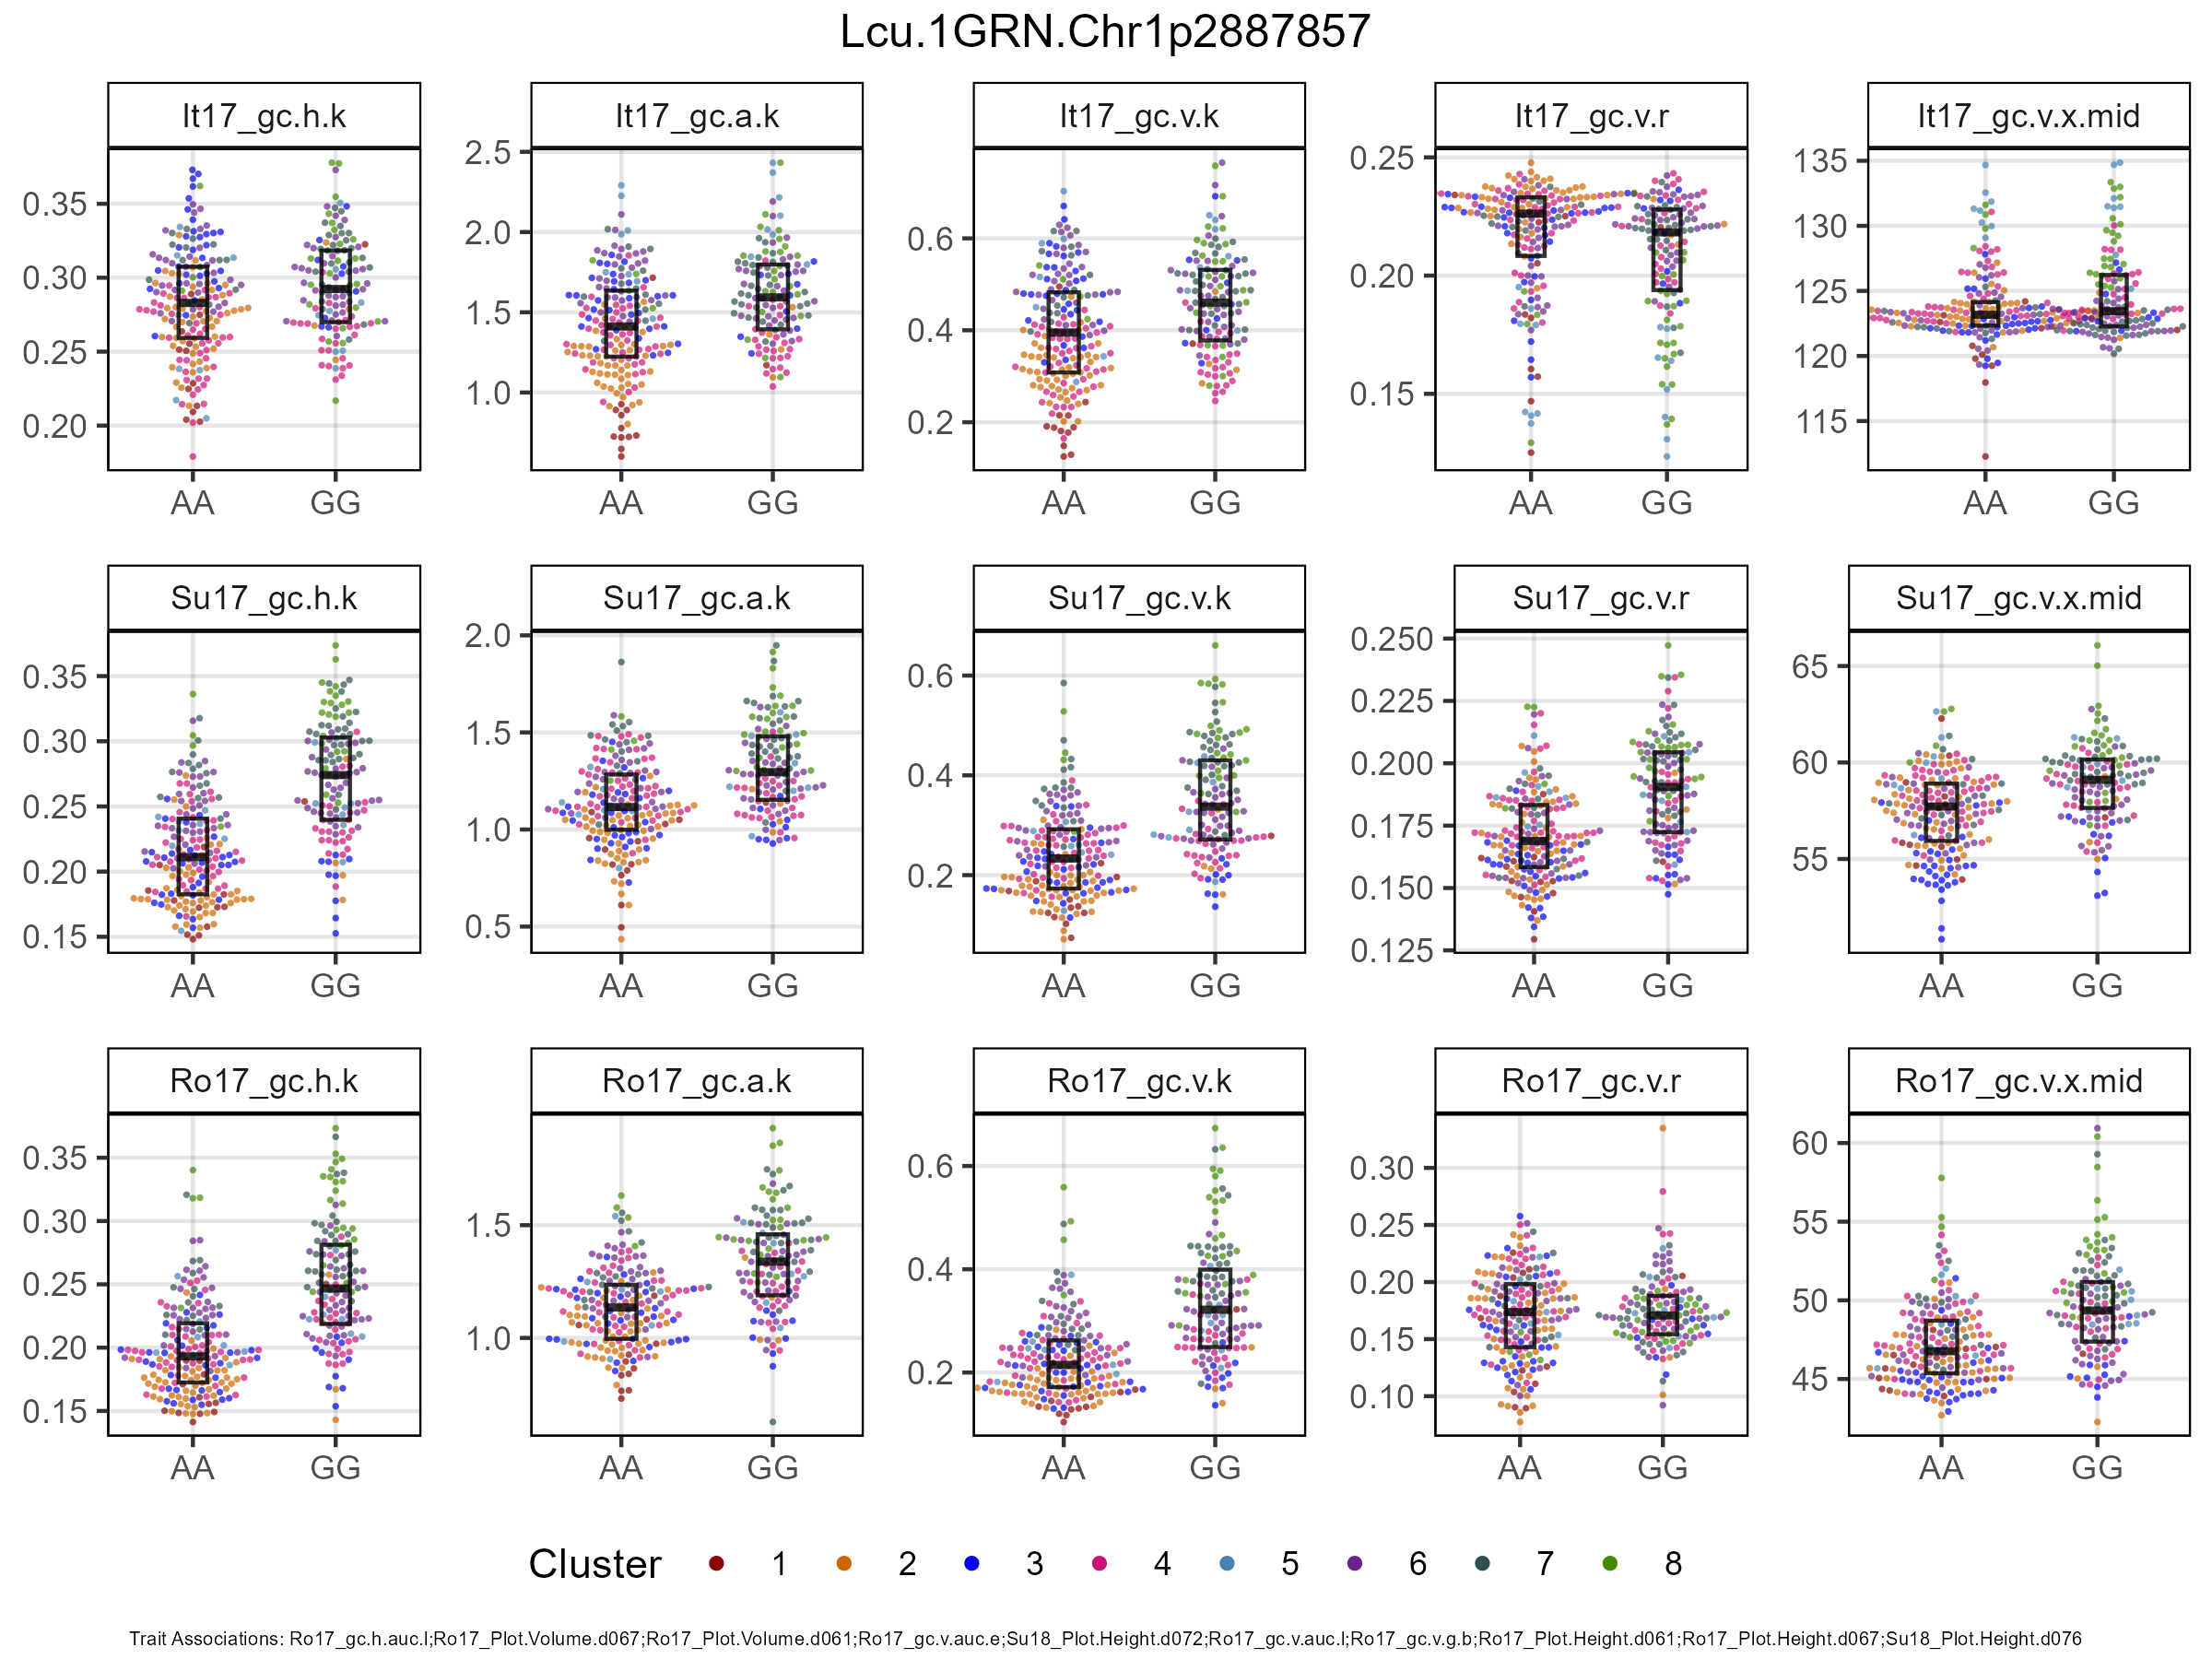 Lcu.1GRN.Chr1p2887857
It17_gc.h.k It17_gc.a.k It17_gc.v.k It17_gc.v.r It17_gc.v.x.mid
0.35 0.30 0.25 0.20
2.5 2.0 1.5 1.0
0.6 0.4 0.2
0.25 0.20 0.15
135 130 125 120 115
AA GG AA GG AA GG AA GG AA GG
Su17_gc.h.k Su17_gc.a.k Su17_gc.v.k Su17_gc.v.r Su17_gc.v.x.mid
0.35 0.30 0.25 0.20 0.15
2.0 1.5 1.0 0.5
0.6 0.4 0.2
0.250 0.225 0.200 0.175 0.150 0.125
65 60 55
AA GG AA GG AA GG AA GG AA GG
Ro17_gc.h.k Ro17_gc.a.k Ro17_gc.v.k Ro17_gc.v.r Ro17_gc.v.x.mid
0.35 0.30 0.25 0.20 0.15
1.5 1.0
0.6 0.4 0.2
0.30 0.25 0.20 0.15 0.10
60 55 50 45
AA GG AA GG AA GG AA GG AA GG
Cluster 1 2 3 4 5 6 7 8
Trait Associations: Ro17_gc.h.auc.l;Ro17_Plot.Volume.d067;Ro17_Plot.Volume.d061;Ro17_gc.v.auc.e;Su18_Plot.Height.d072;Ro17_gc.v.auc.l;Ro17_gc.v.g.b;Ro17_Plot.Height.d061;Ro17_Plot.Height.d067;Su18_Plot.Height.d076